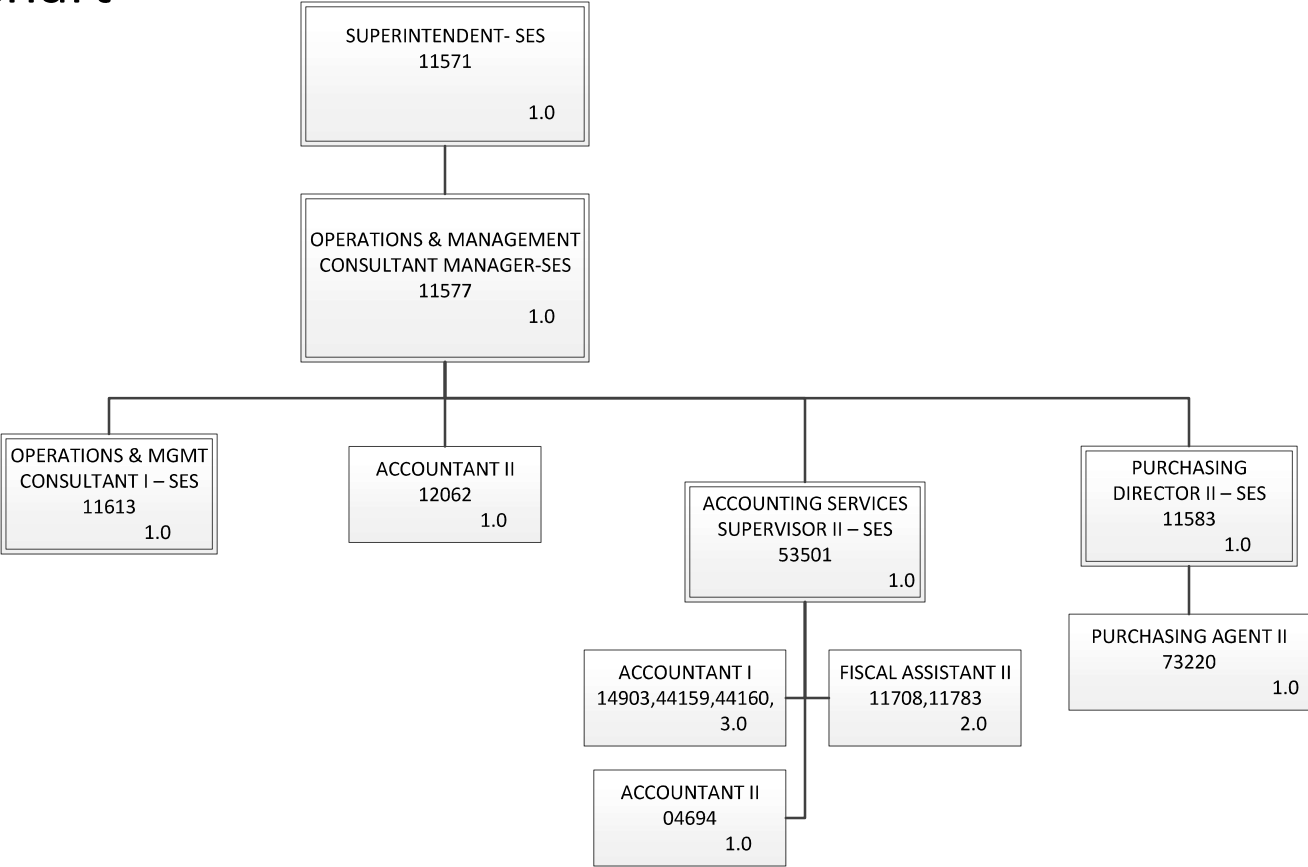 SUPERINTENDENT- SES
11571
1.0
OPERATIONS & MANAGEMENT
CONSULTANT MANAGER-SES
11577
1.0
OPERATIONS & MGMT
CONSULTANT I – SES
11613
1.0
ACCOUNTANT II
12062
1.0
ACCOUNTING SERVICES
SUPERVISOR II – SES
53501
1.0
PURCHASING
DIRECTOR II – SES
11583
1.0
ACCOUNTANT I
14903,44159,44160,
3.0
FISCAL ASSISTANT II
11708,11783
2.0
PURCHASING AGENT II
73220
1.0
ACCOUNTANT II
04694
1.0